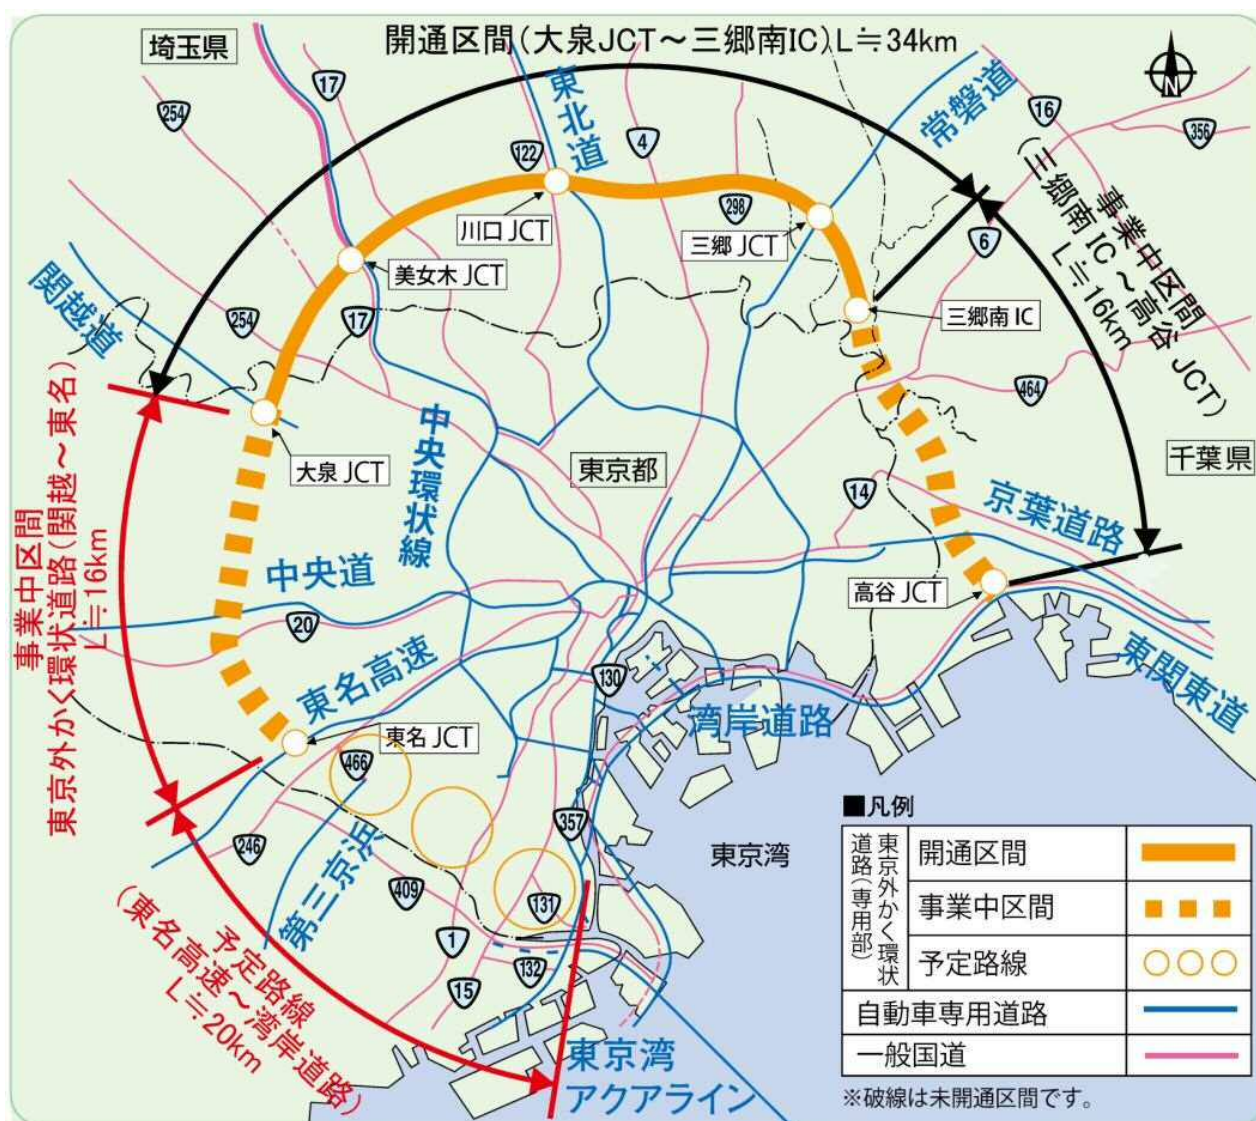 開通区間(大泉JCT～三郷南IC)L≒34km
埼玉県
N
254
17
東北道
122
4
常磐道
16
356
298
6
事業中区間
(三郷南IC～高谷JCT)
L≒16km
川口JCT
三郷JCT
美女木JCT
三郷南IC
関越道
254
17
464
大泉JCT
中央環状線
東京都
千葉県
14
京葉道路
事業中区間
東京外かく環状道路(関越～東名)
L≒16km
中央道
20
高谷JCT
東名高速
130
東関東道
湾岸道路
東名JCT
466
357
246
第三京浜
409
131
東京湾
1
132
15
予定路線
(東名高速～湾岸道路)
L≒20km
東京湾
アクアライン
■凡例
東京外かく環状
道路(専用部)
開通区間
事業中区間
予定路線
自動車専用道路
一般国道
※破線は未開通区間です。